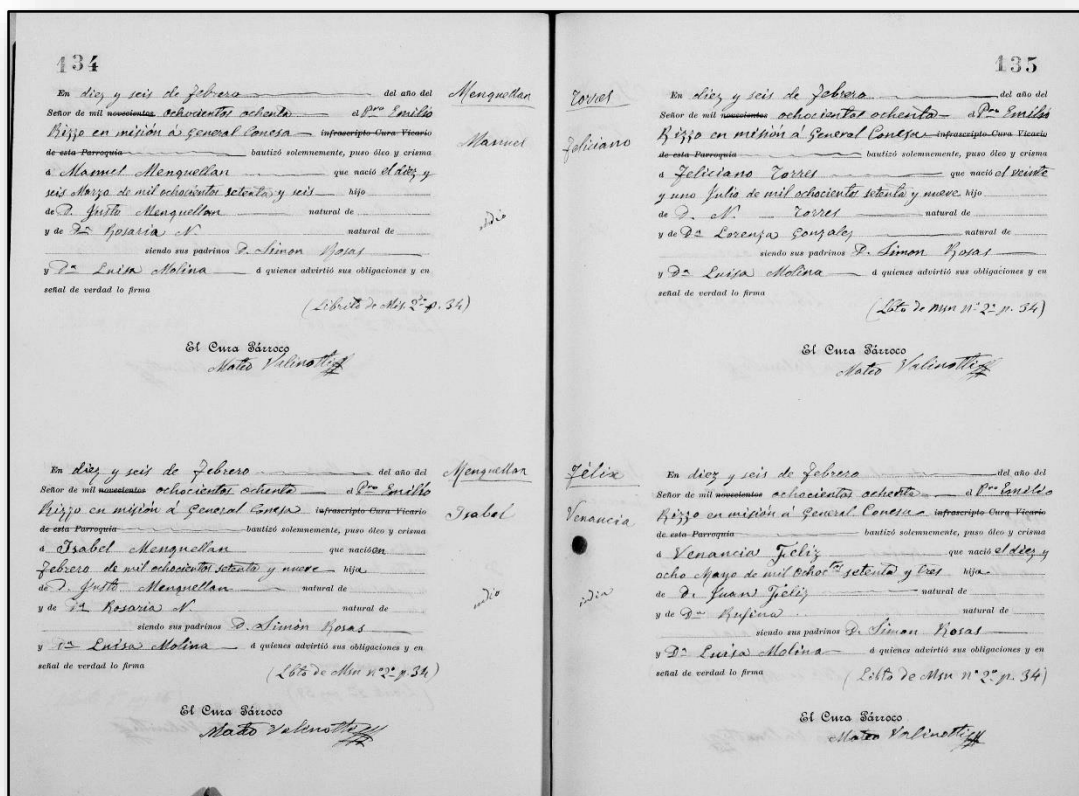 134
En diez y seis de febrero del año del
Señor de mil novecientos ochocientos ochenta el Pro Emilio
Rizzo en misión á General Conesa infrascripto Cura Vicario
de esta Parroquia bautizó solemnemente, puso óleo y crisma
á Manuel Menquellan que nació el diez y
seis Marzo de mil ochocientos setenta y seis hijo
de D. Justo Menquellan natural de
y de Da Rosaria N. natural de
siendo sus padrinos D. Simon Rosas
y Da Luisa Molina á quienes advirtió sus obligaciones y en
señal de verdad lo firma
(Librito de Mis. 2do p. 34)
El Cura Párroco
Mateo Valinotti
Menquellan
Manuel
indio
En diez y seis de febrero del año del
Señor de mil novecientos ochocientos ochenta el Pro Emilio
Rizzo en misión á General Conesa infrascripto Cura Vicario
de esta Parroquia bautizó solemnemente, puso óleo y crisma
á Isabel Menquellan que nació en
Febrero de mil ochocientos setenta y nueve hija
de D. Justo Menquellan natural de
y de Da Rosaria N natural de
siendo sus padrinos D. Simón Rosas
y Da Luisa Molina á quienes advirtió sus obligaciones y en
señal de verdad lo firma
(Lbto de Msn no 2o p. 34)
El Cura Párroco
Mateo Valinotti
Menquellan
Isabel
indio
135
Torres
Feliciano
En diez y seis de febrero del año del
Señor de mil novecientos ochocientos ochenta el Pro Emilio
Rizzo en misión á General Conesa infrascripto Cura Vicario
de esta Parroquia bautizó solemnemente, puso óleo y crisma
á Feliciano Torres que nació el veinte
y uno Julio de mil ochocientos setenta y nueve hijo
de D. N. Torres natural de
y de Da Lorenza Gonzalez natural de
siendo sus padrinos D. Simon Rosas
y Da Luisa Molina á quienes advirtió sus obligaciones y en
señal de verdad lo firma
(Lbto de Msn no 2o p. 34)
El Cura Párroco
Mateo Valinotti
Félix
Venancia
india
En diez y seis de febrero del año del
Señor de mil novecientos ochocientos ochenta el Pro Emilio
Rizzo en misión á General Conesa infrascripto Cura Vicario
de esta Parroquia bautizó solemnemente, puso óleo y crisma
á Venancia Feliz que nació el diez y
ocho Mayo de mil ochoctos setenta y tres hija
de D. Juan Feliz natural de
y de Da Rufina natural de
siendo sus padrinos D. Simon Rosas
y Da Luisa Molina á quienes advirtió sus obligaciones y en
señal de verdad lo firma
(Libto de Msn no 2o p. 34)
El Cura Párroco
Mateo Valinotti